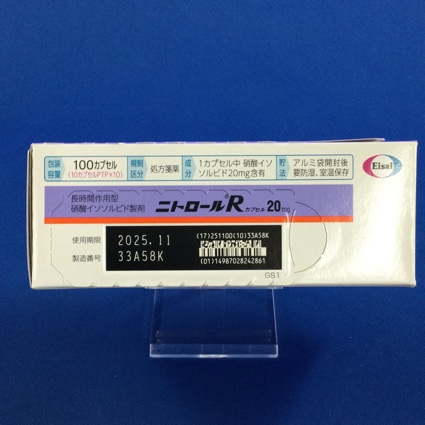 包装容量 100カプセル (10カプセルPTP×10) 規制区分 処方箋薬 成分 1カプセル中 硝酸イソソルビド20mg含有 貯法 アルミ袋開封後要防湿、室温保存 Eisai
長時間作用型
硝酸イソソルビド製剤 ニトロールR カプセル 20mg
使用期限 2025.11
製造番号 33A58K
(17)251100(10)33A58K
(01)14987028242861
GS1